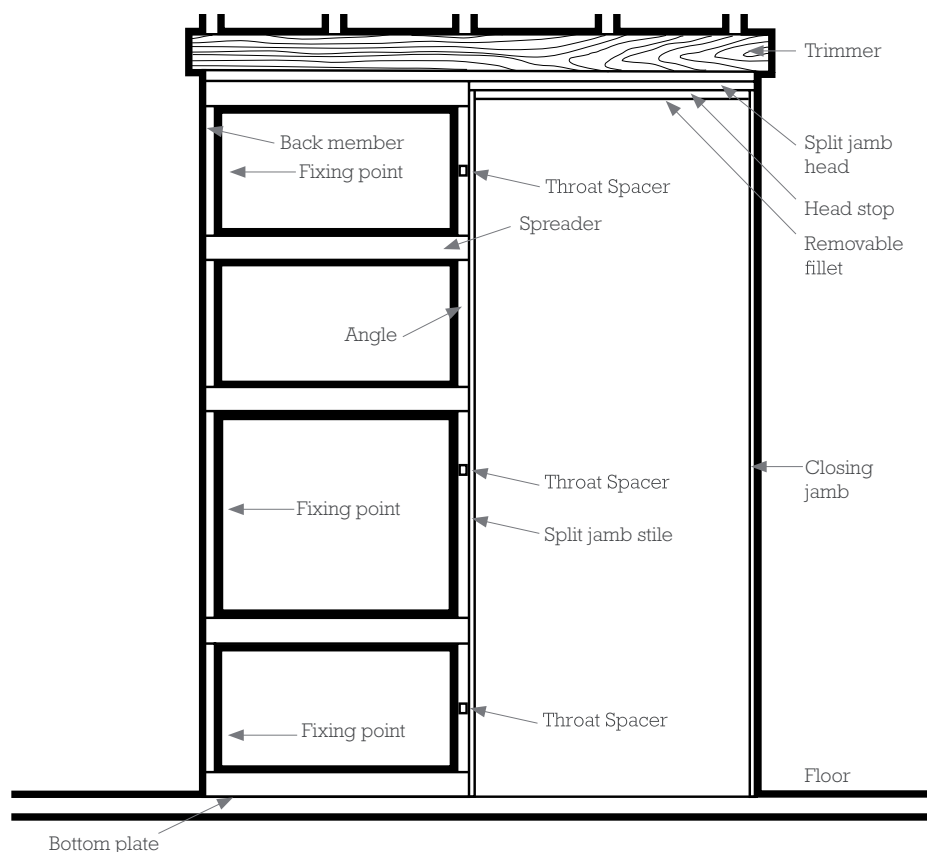 Trimmer
Back member
Split jamb
head
Fixing point
Throat Spacer
Head stop
Spreader
Removable
fillet
Angle
Closing
jamb
Throat Spacer
Fixing point
Split jamb stile
Throat Spacer
Fixing point
Floor
Bottom plate